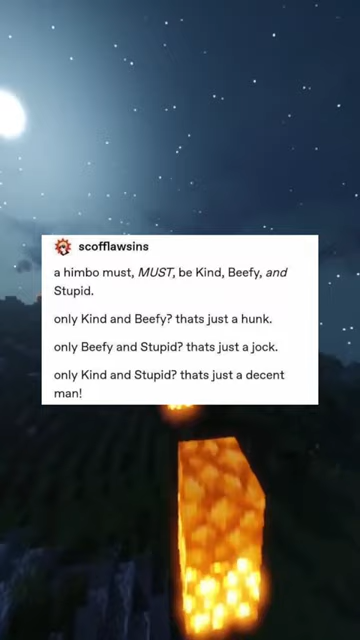 scofflawsins
a himbo must, MUST, be Kind, Beefy, and
Stupid.
only Kind and Beefy? thats just a hunk.
only Beefy and Stupid? thats just a jock.
only Kind and Stupid? thats just a decent
man!